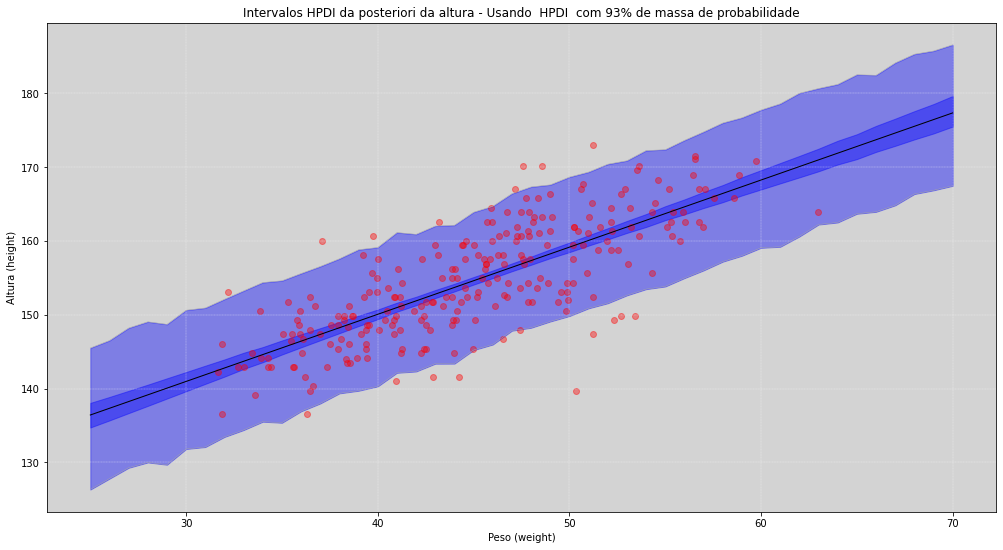 Intervalos HPDI da posteriori da altura - Usando  HPDI  com 93% de massa de probabilidade
Altura (height)
180
170
160
150
140
130
30 40 50 60 70
Peso (weight)